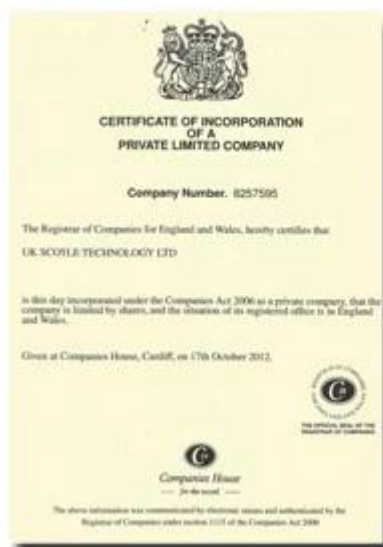 CERTIFICATE OF INCORPORATION
OF A
PRIVATE LIMITED COMPANY
Company Number. 8257595
The Registrar of Companies for England and Wales, hereby certifies that
UK SCOYLE TECHNOLOGY LTD
is this day incorporated under the Companies Act 2006 as a private company, that the
company is limited by shares, and the situation of its registered office is in England
and Wales.
Given at Companies House, Cardiff, on 17th October 2012.
THE OFFICIAL SEAL OF THE
REGISTRAR OF COMPANIES
Companies House
for the record
The above information was communicated by electronic means and authenticated by the
Registrar of Companies under section 1115 of the Companies Act 2006